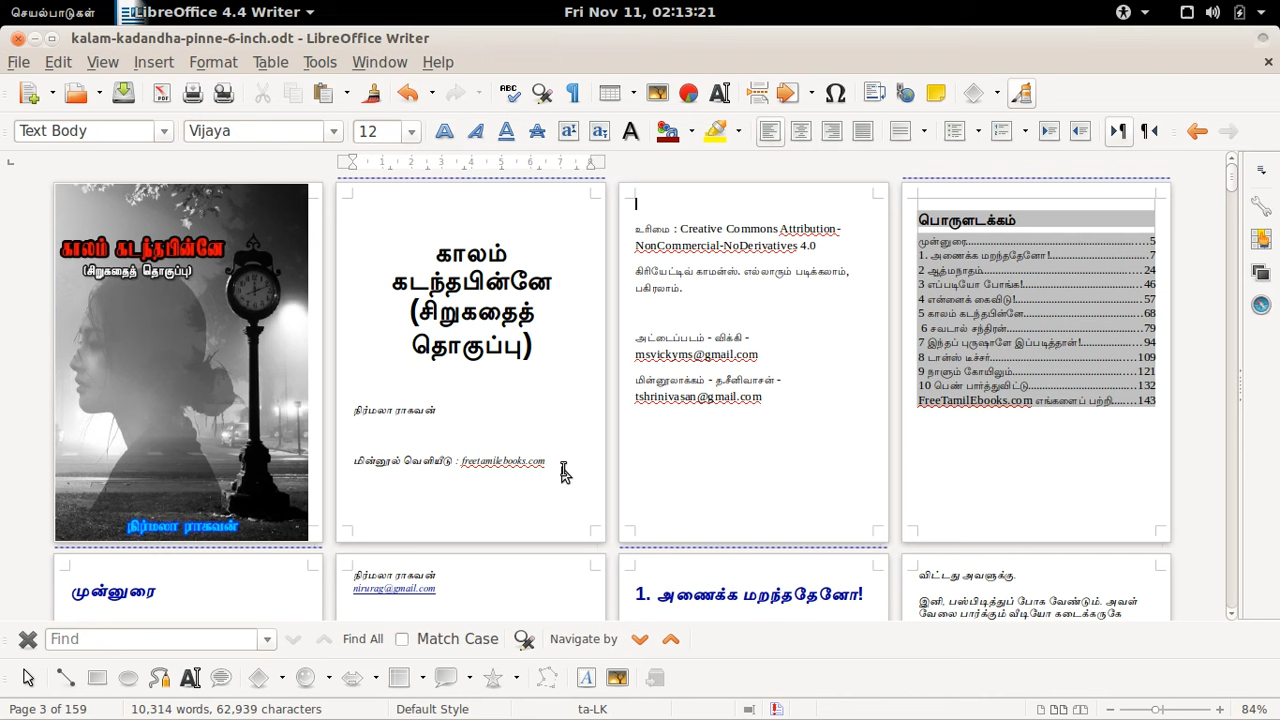 செயல்பாடுகள்
LibreOffice 4.4 Writer
Fri Nov 11, 02:13:21
kalam-kadandha-pinne-6-inch.odt - LibreOffice Writer
File Edit View Insert Format Table Tools Window Help
Text Body
Vijaya
12
1 2 3 4 5 6 7 8
காலம் கடந்தபின்னே
(சிறுகதைத் தொகுப்பு)
நிர்மலா ராகவன்
காலம்
கடந்தபின்னே
(சிறுகதைத்
தொகுப்பு)
நிர்மலா ராகவன்
மின்னூல் வெளியீடு : freetamilebooks.com
உரிமை : Creative Commons Attribution-
NonCommercial-NoDerivatives 4.0
கிரியேட்டிவ் காமன்ஸ். எல்லாரும் படிக்கலாம்,
பகிரலாம்.
அட்டைப்படம் - விக்கி -
msvickyms@gmail.com
மின்னூலாக்கம் - த.சீனிவாசன் -
tshrinivasan@gmail.com
பொருளடக்கம்
முன்னுரை.....5
1. அணைக்க மறந்ததேனோ!.....7
2 ஆத்மநாதம்.....24
3 எப்படியோ போங்க!.....46
4 என்னைக் கைவிடு!.....57
5 காலம் கடந்தபின்னே.....68
6 சவடால் சந்திரன்.....79
7 இந்தப் புருஷாளே இப்படித்தான்!.....94
8 டான்ஸ் டீச்சர்.....109
9 நாளும் கோயிலும்.....121
10 பெண் பார்த்துவிட்டு.....132
FreeTamilEbooks.com எங்களைப் பற்றி.....143
முன்னுரை
நிர்மலா ராகவன்
nirurag@gmail.com
1. அணைக்க மறந்ததேனோ!
விட்டது அவளுக்கு.
இனி, பஸ்பிடித்துப் போக வேண்டும். அவள்
வேலை பார்க்கும் வீடியோ கடைக்கருகே
Find
Find All
Match Case
Navigate by
Page 3 of 159
10,314 words, 62,939 characters
Default Style
ta-LK
84%